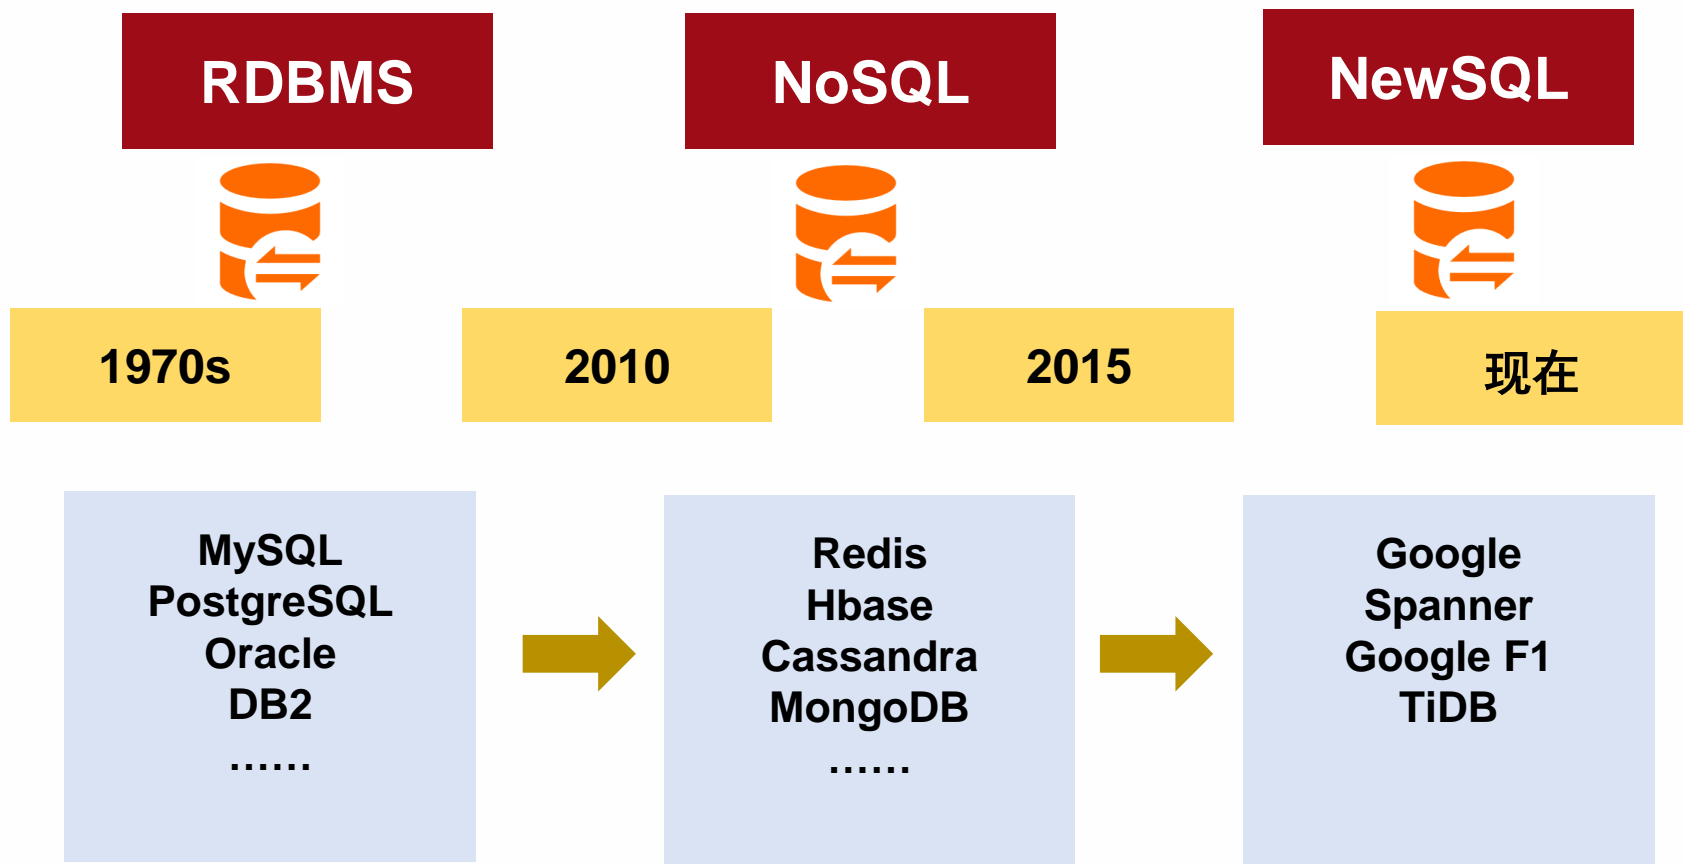 RDBMS
NoSQL
NewSQL
1970s
2010
2015
现在
MySQL
PostgreSQL
Oracle
DB2
......
Redis
Hbase
Cassandra
MongoDB
......
Google
Spanner
Google F1
TiDB